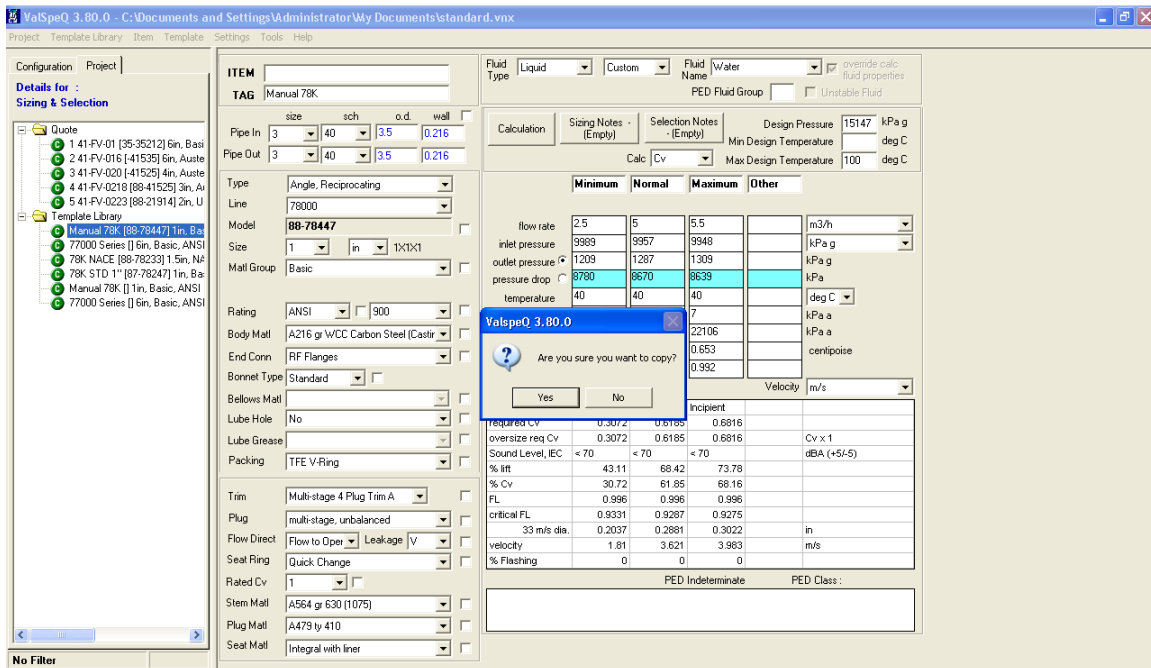 ValSpeQ 3.80.0 - C:\Documents and Settings\Administrator\My Documents\standard.vnx
Project Template Library Item Template Settings Tools Help
Configuration Project
Details for :
Sizing & Selection
Quote
1 41-FV-01 [35-35212] 6in, Basi
2 41-FV-016 [-41535] 6in, Auste
3 41-FV-020 [-41525] 4in, Auste
4 41-FV-0218 [88-41525] 3in, Au
5 41-FV-0223 [88-21914] 2in, U
Template Library
Manual 78K [88-78447] 1in, Bas
77000 Series [] 6in, Basic, ANSI
78K NACE [88-78233] 1.5in, NA
78K STD 1" [87-78247] 1in, Ba
Manual 78K [] 1in, Basic, ANSI
77000 Series [] 6in, Basic, ANSI
No Filter
ITEM
TAG Manual 78K
size sch o.d. wall
Pipe In 3 40 3.5 0.216
Pipe Out 3 40 3.5 0.216
Type Angle, Reciprocating
Line 78000
Model 88-78447
Size 1 in 1X1X1
Matl Group Basic
Rating ANSI 900
Body Matl A216 gr WCC Carbon Steel (Castin
End Conn RF Flanges
Bonnet Type Standard
Bellows Matl
Lube Hole No
Lube Grease
Packing TFE V-Ring
Trim Multi-stage 4 Plug Trim A
Plug multi-stage, unbalanced
Flow Direct Flow to Oper Leakage V
Seat Ring Quick Change
Rated Cv 1
Stem Matl A564 gr 630 (1075)
Plug Matl A479 ty 410
Seat Matl Integral with liner
Fluid Type Liquid Custom Fluid Name Water override calc fluid properties
PED Fluid Group Unstable Fluid
Calculation Sizing Notes - (Empty) Selection Notes - (Empty)
Design Pressure 15147 kPa g
Min Design Temperature deg C
Calc Cv Max Design Temperature 100 deg C
Minimum Normal Maximum Other
flow rate 2.5 5 5.5 m3/h
inlet pressure 9989 9957 9948 kPa g
outlet pressure 1209 1287 1309 kPa g
pressure drop 8780 8670 8639 kPa
temperature 40 40 40 deg C
7 kPa a
22106 kPa a
0.653 centipoise
0.992
ValspeQ 3.80.0
Are you sure you want to copy?
Yes No
Velocity m/s
Incipient
required Cv 0.3072 0.6185 0.6816
oversize req Cv 0.3072 0.6185 0.6816 Cv x 1
Sound Level, IEC < 70 < 70 < 70 dBA (+5/-5)
% lift 43.11 68.42 73.78
% Cv 30.72 61.85 68.16
FL 0.996 0.996 0.996
critical FL 0.9331 0.9287 0.9275
33 m/s dia. 0.2037 0.2881 0.3022 in
velocity 1.81 3.621 3.983 m/s
% Flashing 0 0 0
PED Indeterminate PED Class :